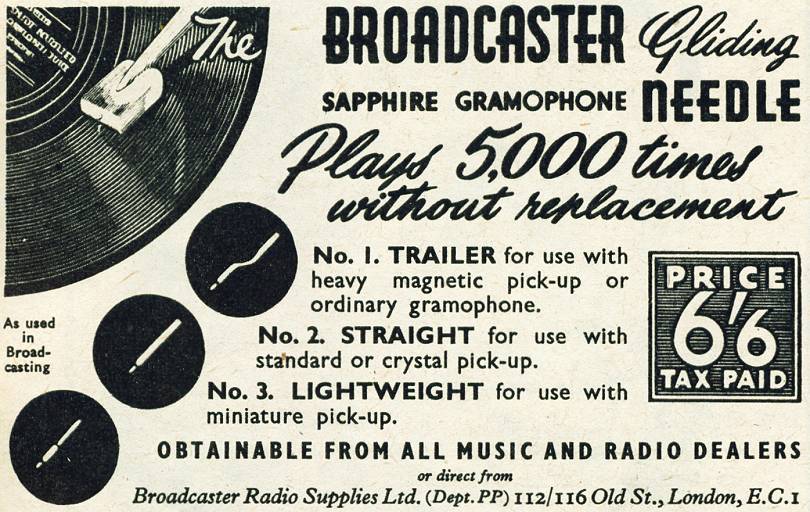 The
BROADCASTER Gliding
SAPPHIRE GRAMOPHONE NEEDLE
Plays 5,000 times
without replacement
No. 1. TRAILER for use with
heavy magnetic pick-up or
ordinary gramophone.
No. 2. STRAIGHT for use with
standard or crystal pick-up.
No. 3. LIGHTWEIGHT for use with
miniature pick-up.
As used
in
Broad-
casting
PRICE
6'6
TAX PAID
OBTAINABLE FROM ALL MUSIC AND RADIO DEALERS
or direct from
Broadcaster Radio Supplies Ltd. (Dept. PP) 112/116 Old St., London, E.C.1